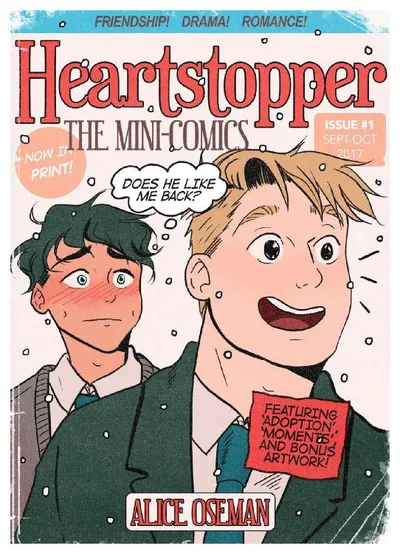 FRIENDSHIP! DRAMA! ROMANCE!
Heartstopper
THE MINI-COMICS
ISSUE #1
SEPT-OCT
2017
NOW IN
PRINT!
DOES HE LIKE
ME BACK?
FEATURING
'ADOPTION',
'MOMENTS',
AND BONUS
ARTWORK!
ALICE OSEMAN